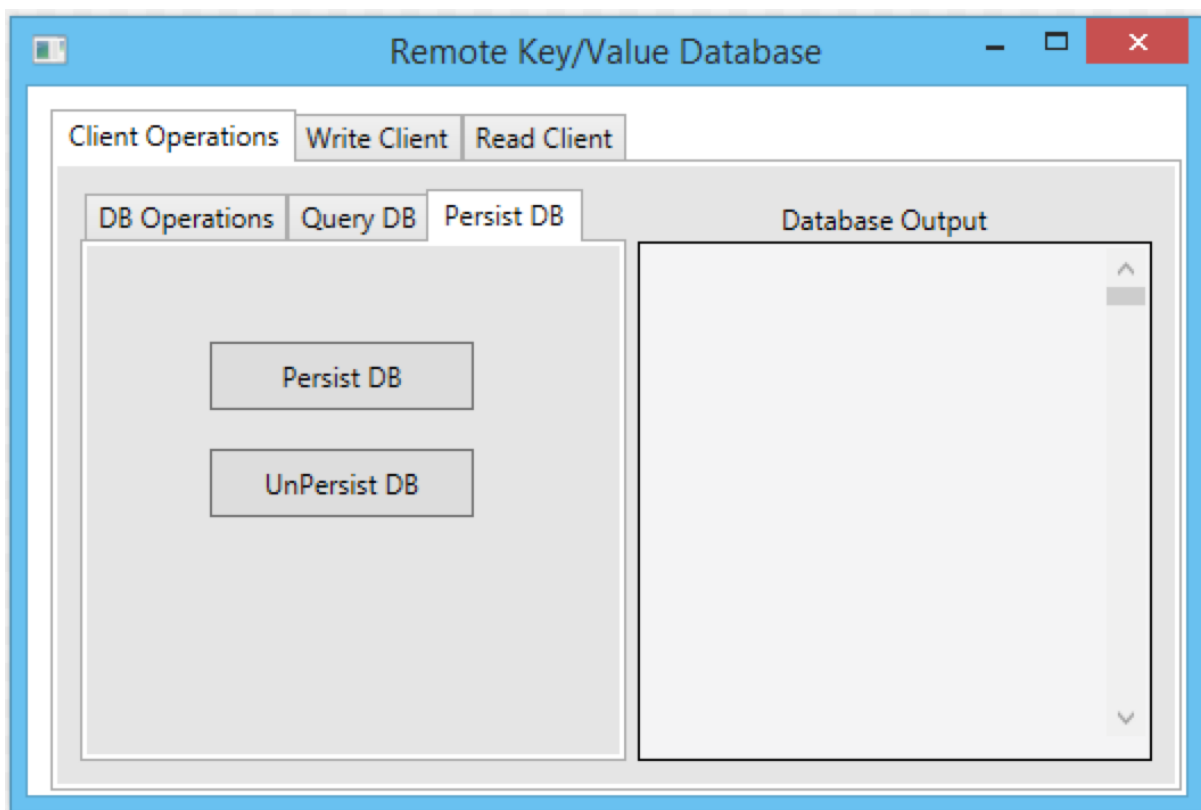 Remote Key/Value Database
Client Operations Write Client Read Client
DB Operations Query DB Persist DB
Database Output
Persist DB
UnPersist DB